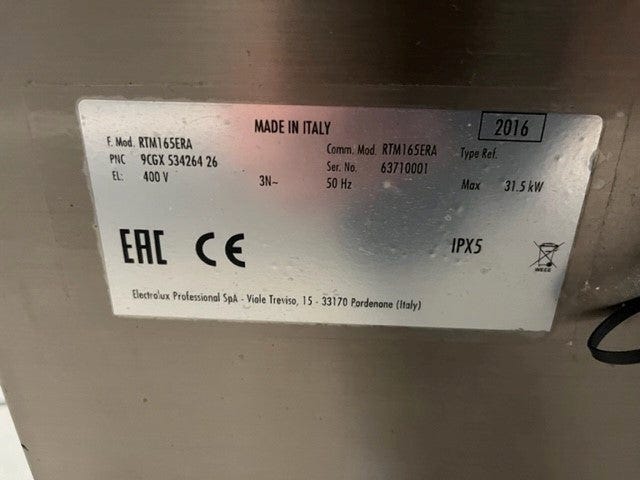 MADE IN ITALY
2016
F. Mod. RTM165ERA Comm. Mod. RTM165ERA Type Ref.
PNC 9CGX 534264 26 Ser. No. 63710001
EL: 400 V 3N~ 50 Hz Max 31.5 kW
EAC CE IPX5
WEEE
Electrolux Professional SpA - Viale Treviso, 15 - 33170 Pordenone (Italy)